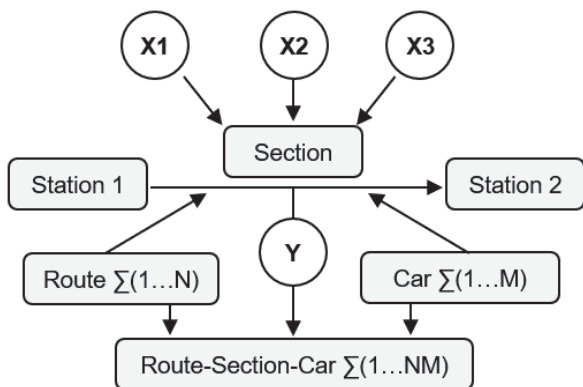 X1 X2 X3
Section
Station 1 Station 2
Y
Route ∑(1...N) Car ∑(1...M)
Route-Section-Car ∑(1...NM)